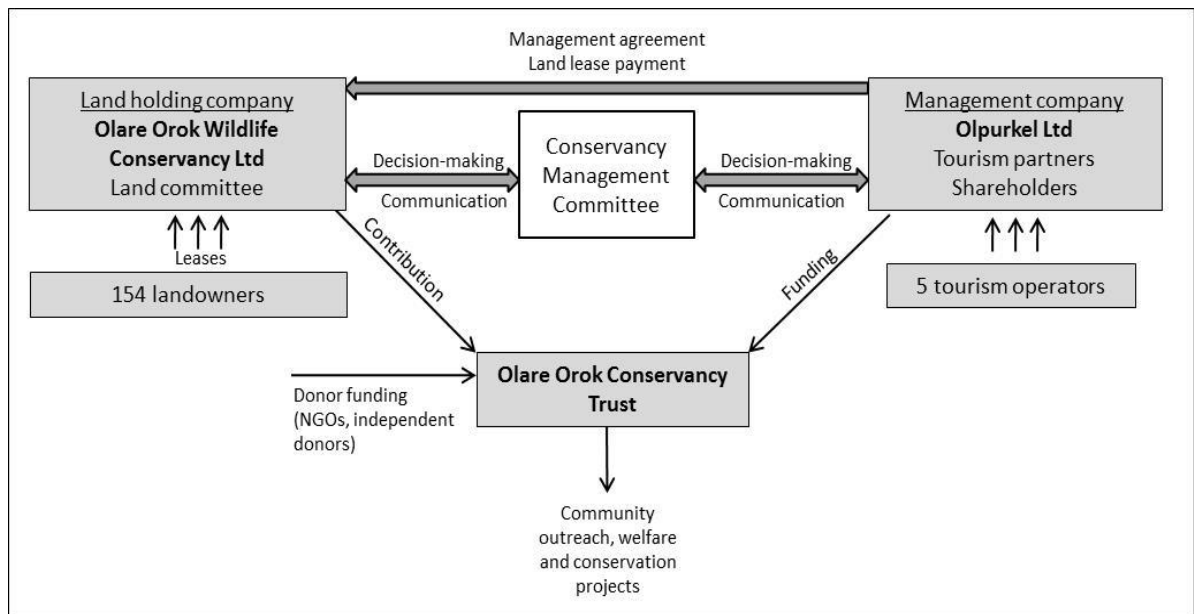 Management agreement
Land lease payment
Land holding company
Olare Orok Wildlife
Conservancy Ltd
Land committee
Decision-making
Communication
Conservancy
Management
Committee
Decision-making
Communication
Management company
Olpurkel Ltd
Tourism partners
Shareholders
Leases
154 landowners
Contribution
Funding
5 tourism operators
Olare Orok Conservancy
Trust
Donor funding
(NGOs, independent
donors)
Community
outreach, welfare
and conservation
projects